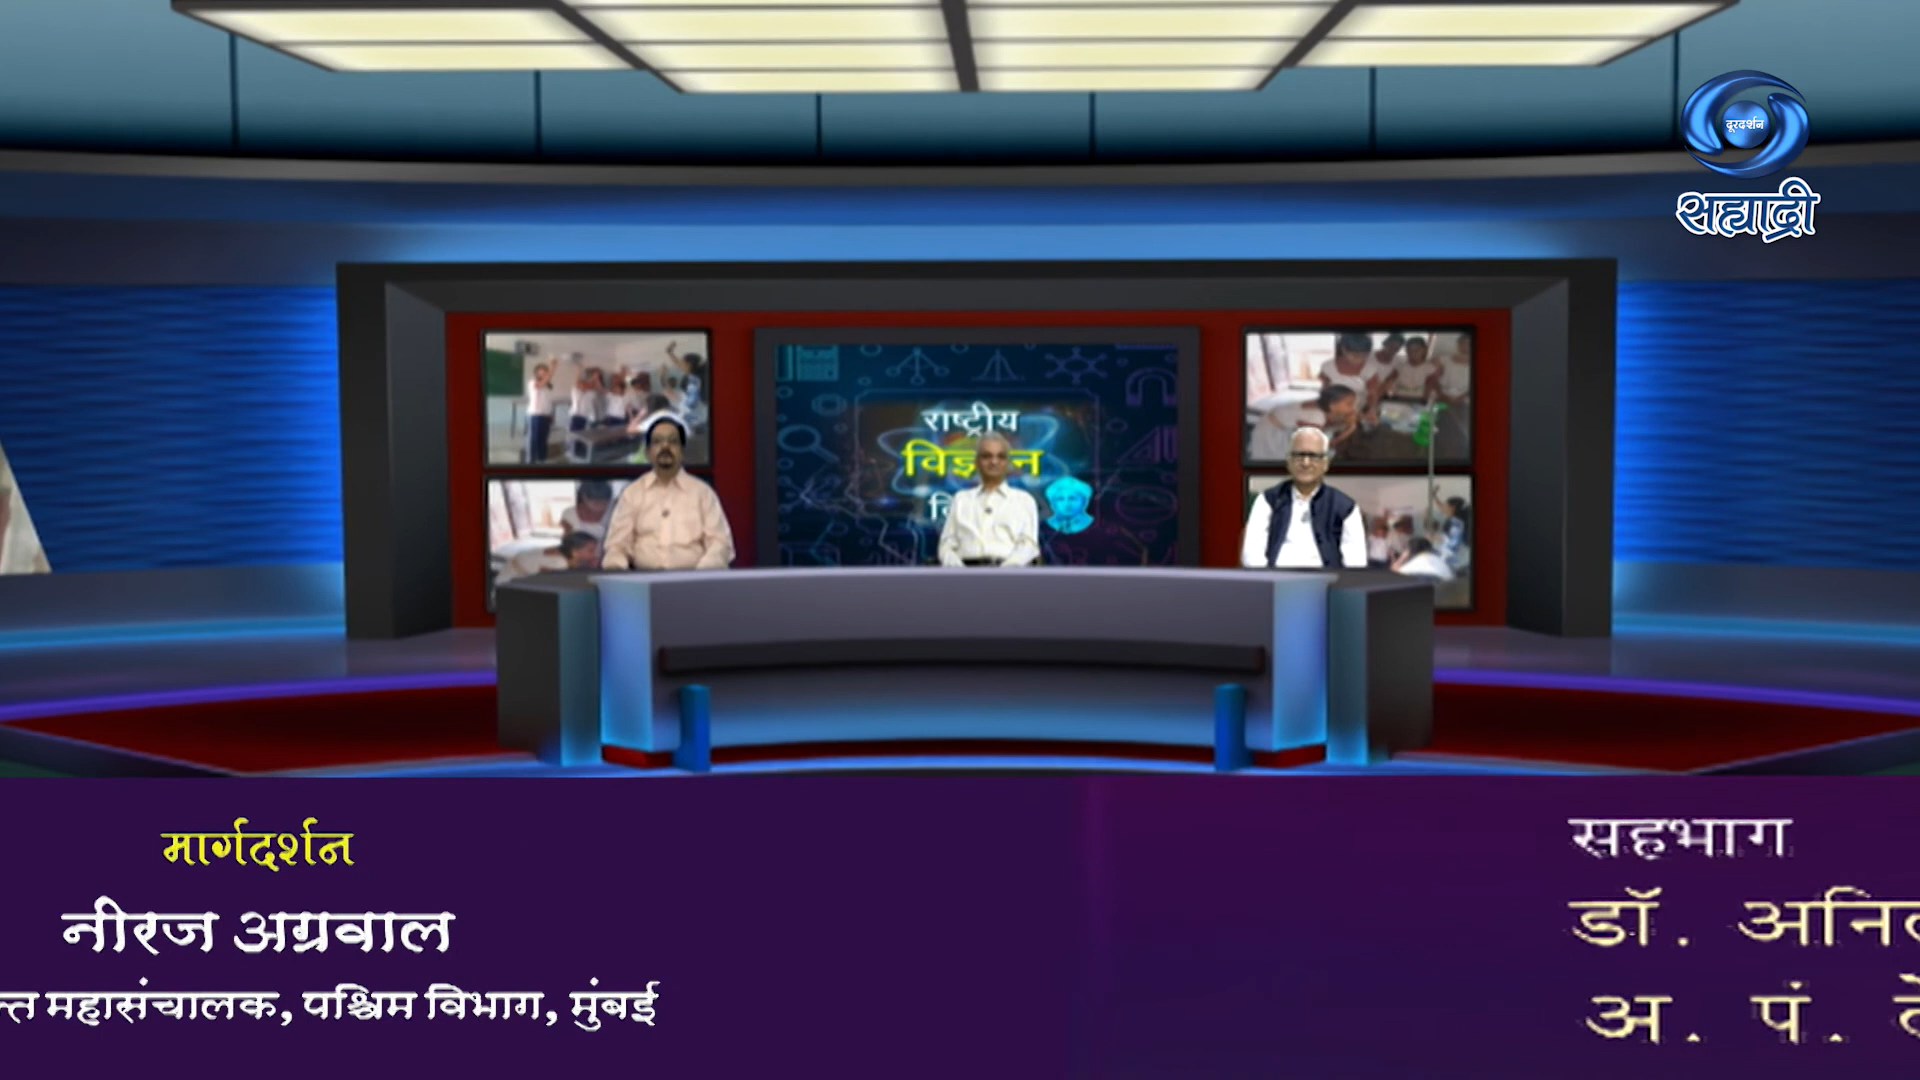 दूरदर्शन
सह्याद्री
राष्ट्रीय
मार्गदर्शन
नीरज अग्रवाल
महासंचालक, पश्चिम विभाग, मुंबई
सहभाग
डॉ.
अ. पं.